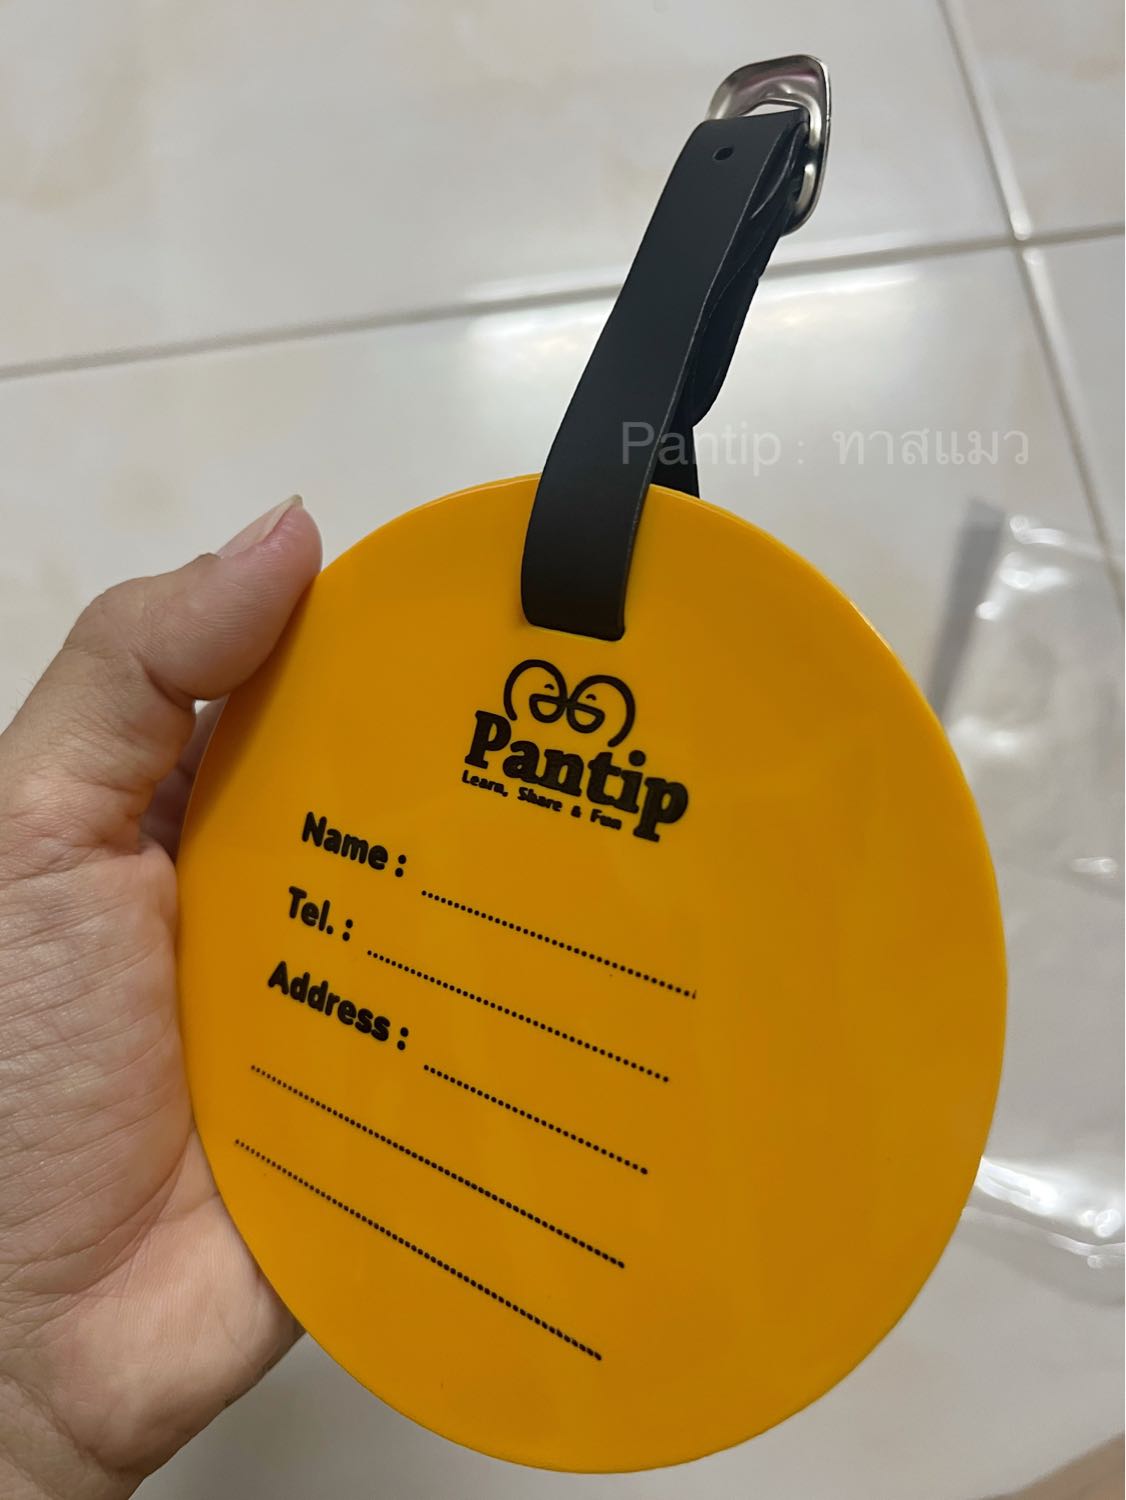 Pantip : ทาสแมว
Pantip
Learn, Share & Fun
Name : ........................................
Tel. : ........................................
Address : ........................................
........................................
........................................